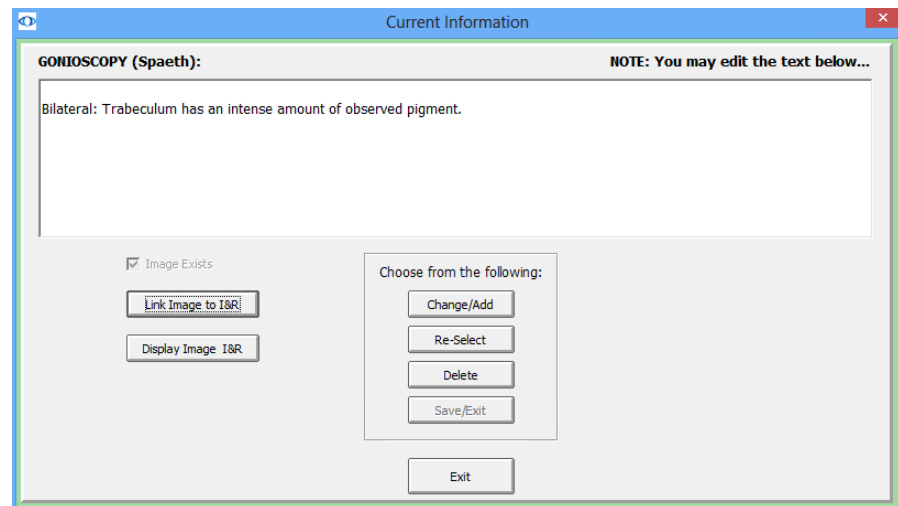 Current Information
GONIOSCOPY (Spaeth): NOTE: You may edit the text below...
Bilateral: Trabeculum has an intense amount of observed pigment.
Image Exists
Link Image to I&R
Display Image I&R
Choose from the following:
Change/Add
Re-Select
Delete
Save/Exit
Exit